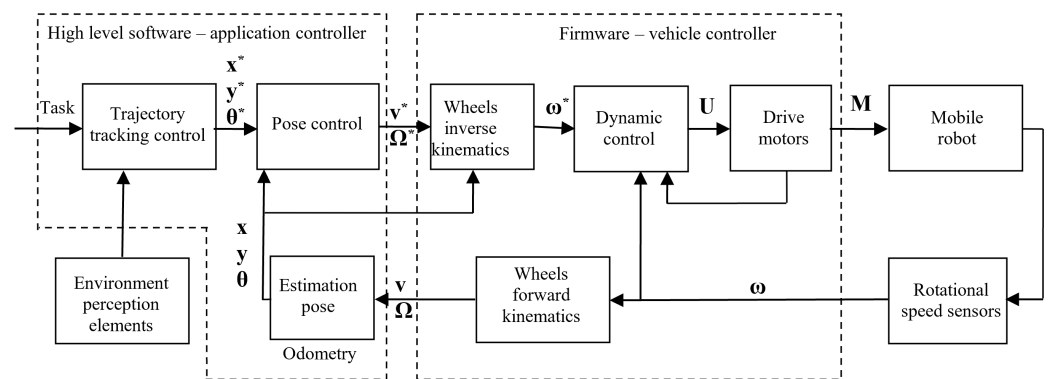 High level software – application controller
Firmware – vehicle controller
Task
Trajectory
tracking control
x*
y*
θ*
Pose control
v*
Ω*
Wheels
inverse
kinematics
ω*
Dynamic
control
U
Drive
motors
M
Mobile
robot
Environment
perception
elements
x
y
θ
Estimation
pose
Odometry
v
Ω
Wheels
forward
kinematics
ω
Rotational
speed sensors